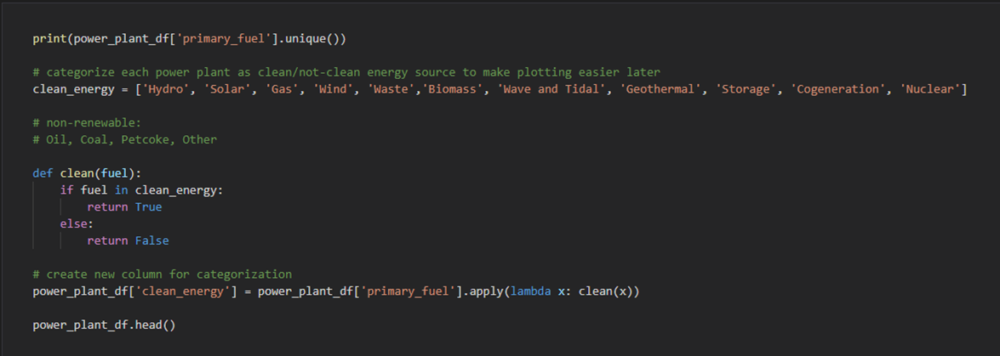 print(power_plant_df['primary_fuel'].unique())
# categorize each power plant as clean/not-clean energy source to make plotting easier later
clean_energy = ['Hydro', 'Solar', 'Gas', 'Wind', 'Waste','Biomass', 'Wave and Tidal', 'Geothermal', 'Storage', 'Cogeneration', 'Nuclear']
# non-renewable:
# Oil, Coal, Petcoke, Other
def clean(fuel):
    if fuel in clean_energy:
        return True
    else:
        return False
# create new column for categorization
power_plant_df['clean_energy'] = power_plant_df['primary_fuel'].apply(lambda x: clean(x))
power_plant_df.head()